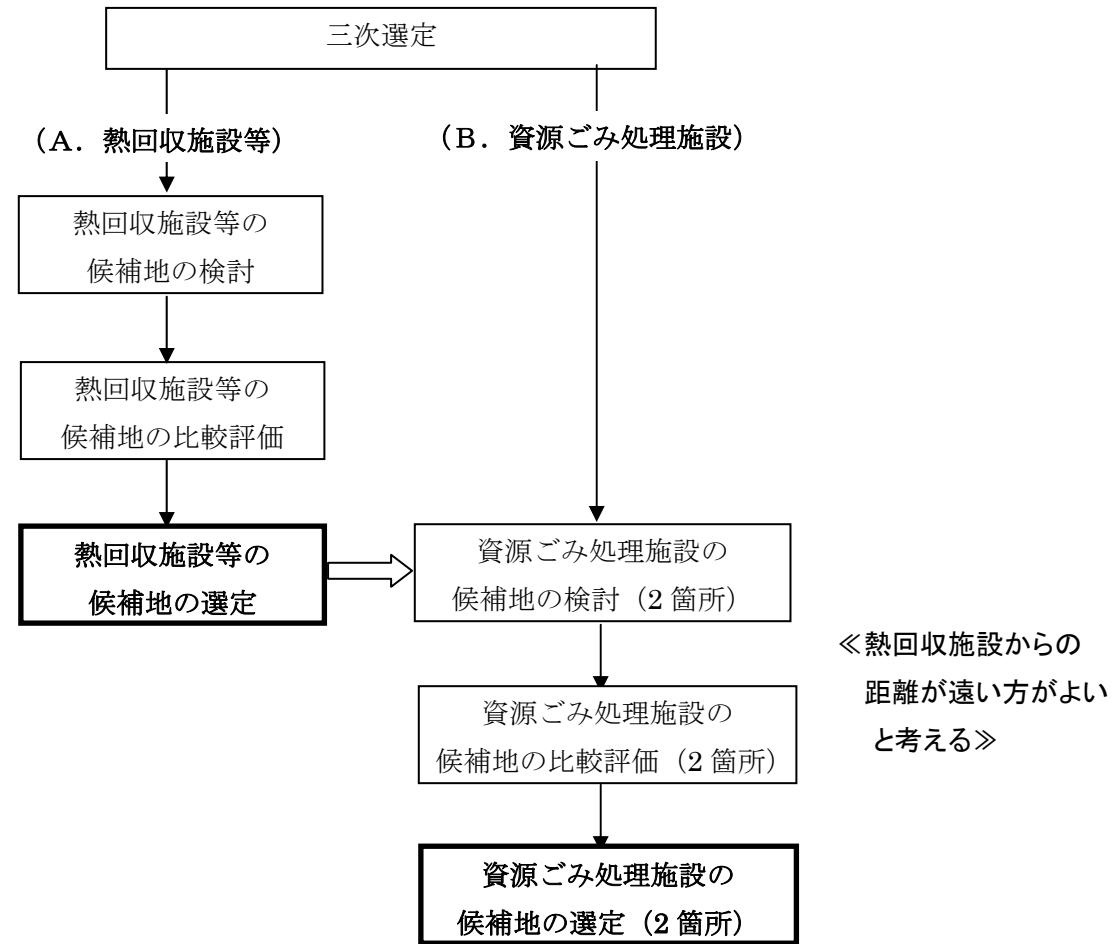 三次選定
（A．熱回収施設等）
（B．資源ごみ処理施設）
熱回収施設等の
候補地の検討
熱回収施設等の
候補地の比較評価
熱回収施設等の
候補地の選定
資源ごみ処理施設の
候補地の検討（2 箇所）
≪熱回収施設からの
距離が遠い方がよい
と考える≫
資源ごみ処理施設の
候補地の比較評価（2 箇所）
資源ごみ処理施設の
候補地の選定（2 箇所）